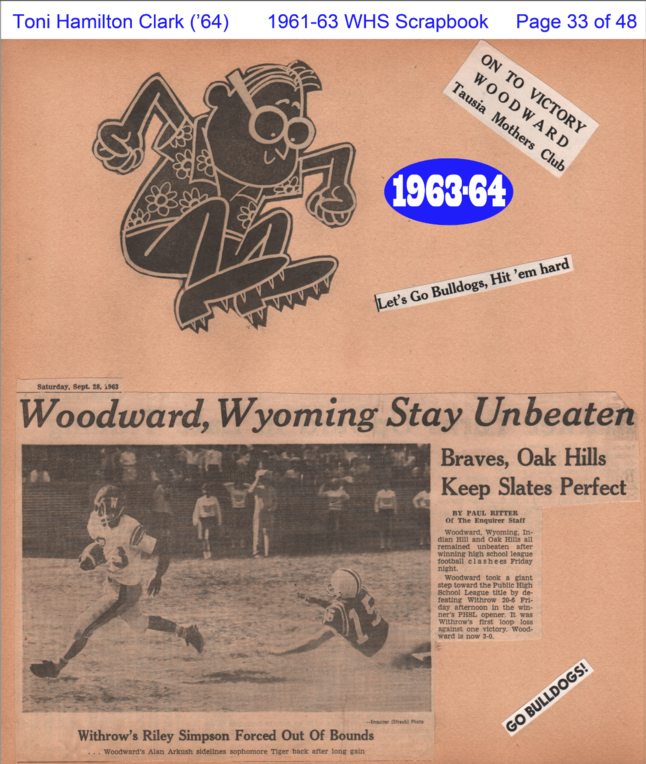 Toni Hamilton Clark ('64) 1961-63 WHS Scrapbook Page 33 of 48
ON TO VICTORY
WOODWARD
Tausia Mothers Club
1963-64
Let's Go Bulldogs, Hit 'em hard
Saturday, Sept. 28, 1963
Woodward, Wyoming Stay Unbeaten
Braves, Oak Hills
Keep Slates Perfect
BY PAUL RITTER
Of The Enquirer Staff
Woodward, Wyoming, In-
dian Hill and Oak Hills all
remained unbeaten after
winning high school league
football clashees Friday
night.
Woodward took a giant
step toward the Public High
School League title by de-
feating Withrow 20-6 Fri-
day afternoon in the win-
ner's PHSL opener. It was
Withrow's first loop loss
against one victory. Wood-
ward is now 3-0.
15
—Enquirer (Straub) Photo
Withrow's Riley Simpson Forced Out Of Bounds
. . . Woodward's Alan Arkush sidelines sophomore Tiger back after long gain
GO BULLDOGS!